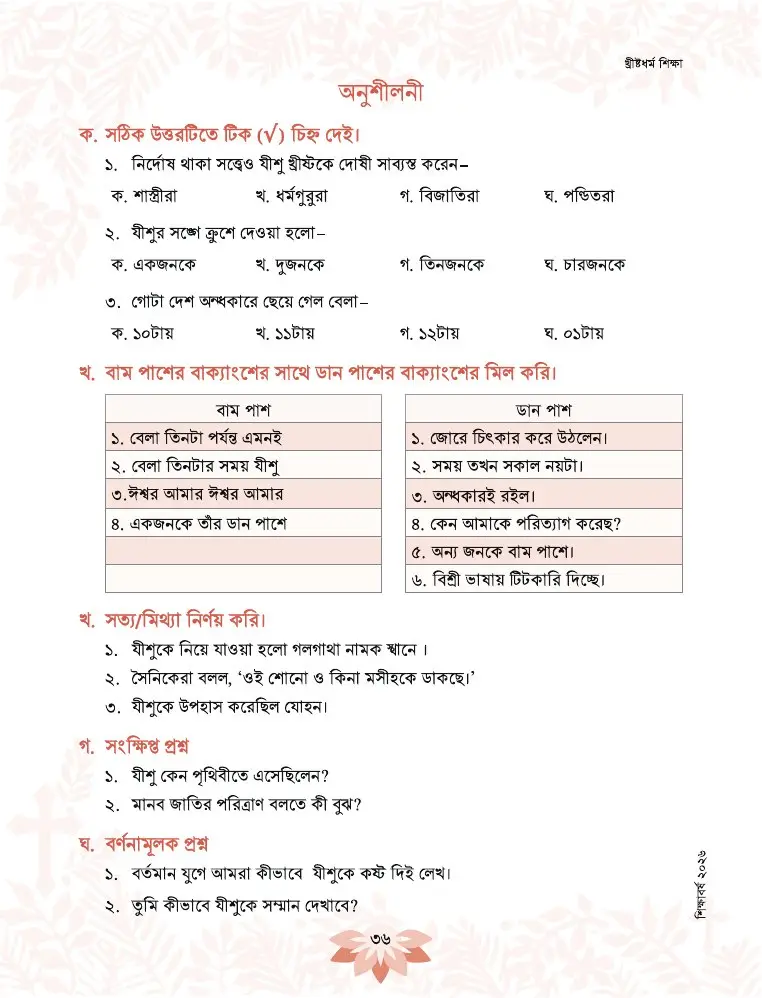 খ্রীষ্টধর্ম শিক্ষা
অনুশীলনী
ক. সঠিক উত্তরটিতে টিক (√) চিহ্ন দেই।
১. নির্দোষ থাকা সত্ত্বেও যীশু খ্রীষ্টকে দোষী সাব্যস্ত করেন–
ক. শাস্ত্রীরা খ. ধর্মগুরুরা গ. বিজাতিরা ঘ. পণ্ডিতরা
২. যীশুর সঙ্গে ক্রুশে দেওয়া হলো–
ক. একজনকে খ. দুজনকে গ. তিনজনকে ঘ. চারজনকে
৩. গোটা দেশ অন্ধকারে ছেয়ে গেল বেলা–
ক. ১০টায় খ. ১১টায় গ. ১২টায় ঘ. ০১টায়
খ. বাম পাশের বাক্যাংশের সাথে ডান পাশের বাক্যাংশের মিল করি।
বাম পাশ ডান পাশ
১. বেলা তিনটা পর্যন্ত এমনই ১. জোরে চিৎকার করে উঠলেন।
২. বেলা তিনটার সময় যীশু ২. সময় তখন সকাল নয়টা।
৩.ঈশ্বর আমার ঈশ্বর আমার ৩. অন্ধকারই রইল।
৪. একজনকে তাঁর ডান পাশে ৪. কেন আমাকে পরিত্যাগ করেছ?
৫. অন্য জনকে বাম পাশে।
৬. বিশ্রী ভাষায় টিটকারি দিচ্ছে।
খ. সত্য/মিথ্যা নির্ণয় করি।
১. যীশুকে নিয়ে যাওয়া হলো গলগাথা নামক স্থানে ।
২. সৈনিকেরা বলল, ‘ওই শোনো ও কিনা মসীহকে ডাকছে।’
৩. যীশুকে উপহাস করেছিল যোহন।
গ. সংক্ষিপ্ত প্রশ্ন
১. যীশু কেন পৃথিবীতে এসেছিলেন?
২. মানব জাতির পরিত্রাণ বলতে কী বুঝ?
ঘ. বর্ণনামূলক প্রশ্ন
১. বর্তমান যুগে আমরা কীভাবে যীশুকে কষ্ট দিই লেখ।
২. তুমি কীভাবে যীশুকে সম্মান দেখাবে?
শিক্ষাবর্ষ ২০২৬
৩৬